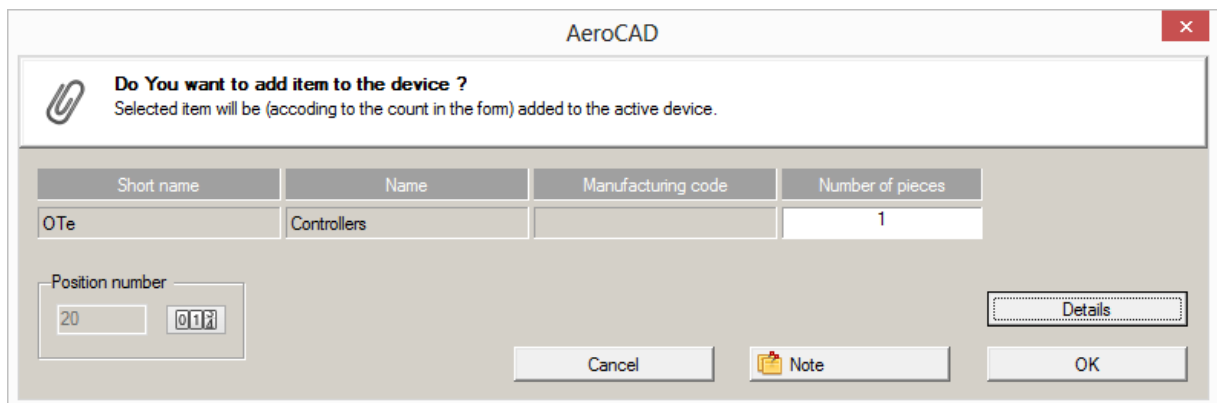 AeroCAD
Do You want to add item to the device ?
Selected item will be (accoding to the count in the form) added to the active device.
Short name Name Manufacturing code Number of pieces
OTe Controllers 1
Position number
20
Details
Cancel Note OK